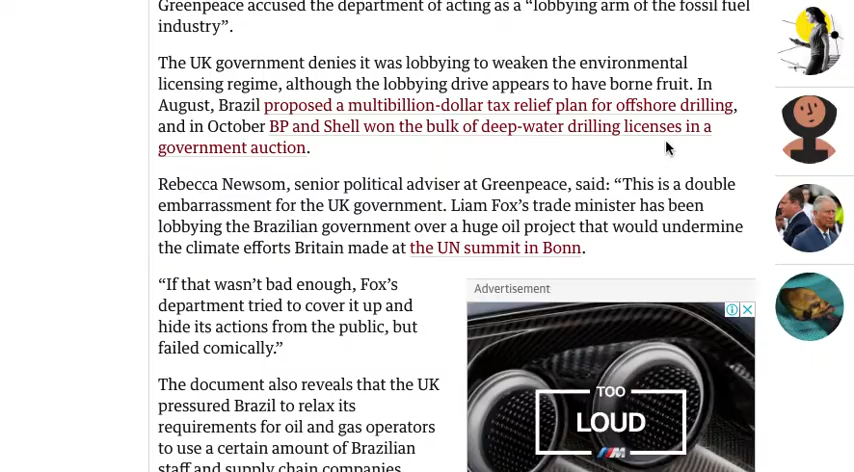 Greenpeace accused the department of acting as a “lobbying arm of the fossil fuel
industry”.
The UK government denies it was lobbying to weaken the environmental
licensing regime, although the lobbying drive appears to have borne fruit. In
August, Brazil proposed a multibillion-dollar tax relief plan for offshore drilling,
and in October BP and Shell won the bulk of deep-water drilling licenses in a
government auction.
Rebecca Newsom, senior political adviser at Greenpeace, said: “This is a double
embarrassment for the UK government. Liam Fox’s trade minister has been
lobbying the Brazilian government over a huge oil project that would undermine
the climate efforts Britain made at the UN summit in Bonn.
“If that wasn’t bad enough, Fox’s
department tried to cover it up and
hide its actions from the public, but
failed comically.”
The document also reveals that the UK
pressured Brazil to relax its
requirements for oil and gas operators
to use a certain amount of Brazilian
staff and supply chain companies
Advertisement
TOO
LOUD
M